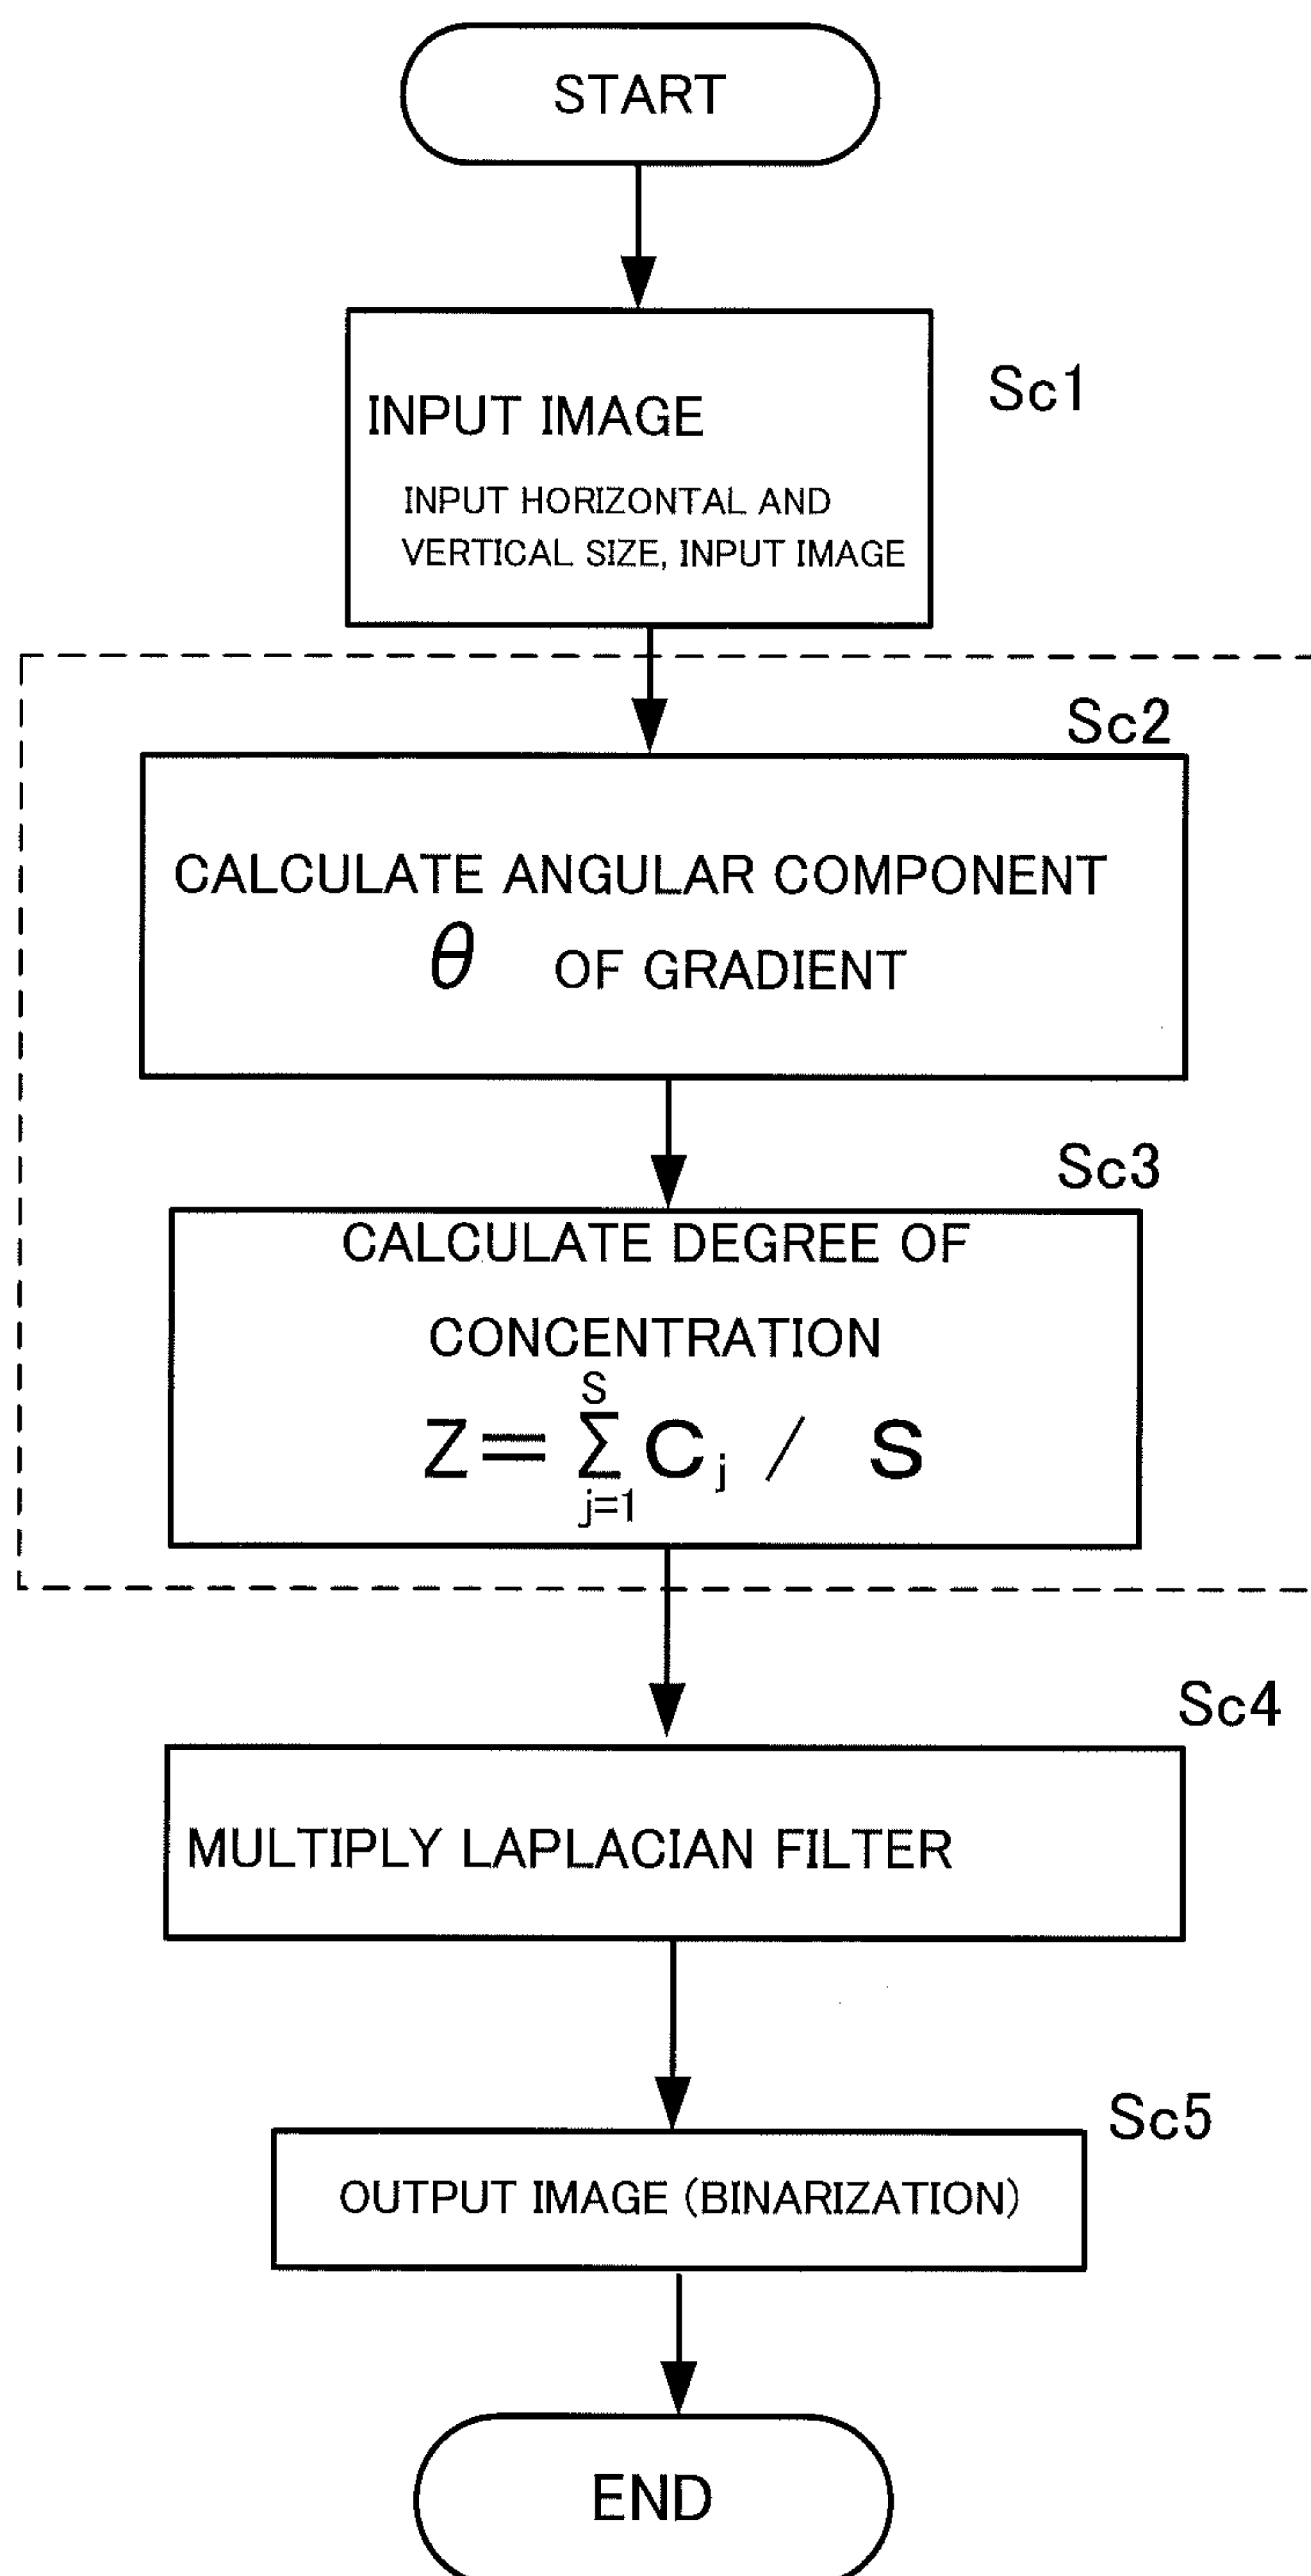 START
Sc1
INPUT IMAGE
INPUT HORIZONTAL AND
VERTICAL SIZE, INPUT IMAGE
Sc2
CALCULATE ANGULAR COMPONENT
θ OF GRADIENT
Sc3
CALCULATE DEGREE OF
CONCENTRATION
S
Z=ΣCj / S
j=1
Sc4
MULTIPLY LAPLACIAN FILTER
Sc5
OUTPUT IMAGE (BINARIZATION)
END